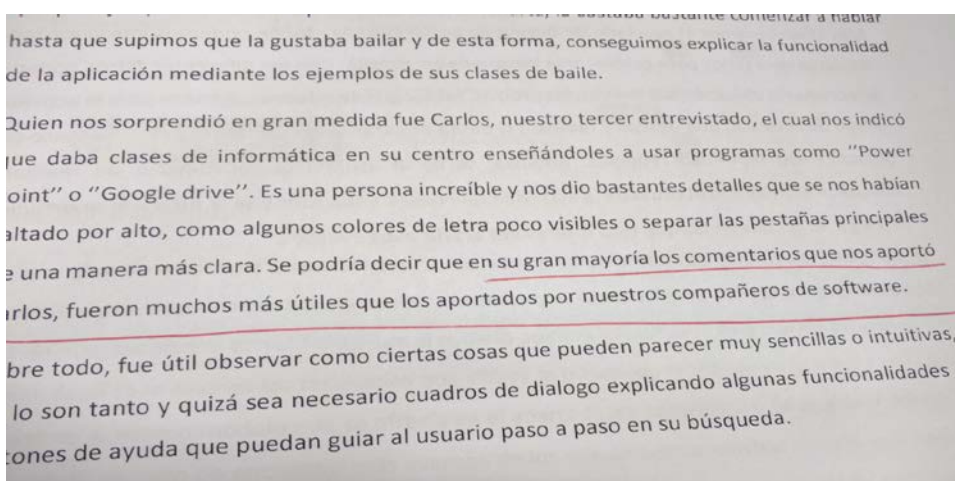 comenzar a hablar
hasta que supimos que la gustaba bailar y de esta forma, conseguimos explicar la funcionalidad
de la aplicación mediante los ejemplos de sus clases de baile.
Quien nos sorprendió en gran medida fue Carlos, nuestro tercer entrevistado, el cual nos indicó
que daba clases de informática en su centro enseñándoles a usar programas como ''Power
oint'' o ''Google drive''. Es una persona increíble y nos dio bastantes detalles que se nos habían
altado por alto, como algunos colores de letra poco visibles o separar las pestañas principales
e una manera más clara. Se podría decir que en su gran mayoría los comentarios que nos aportó
arlos, fueron muchos más útiles que los aportados por nuestros compañeros de software.
bre todo, fue útil observar como ciertas cosas que pueden parecer muy sencillas o intuitivas,
lo son tanto y quizá sea necesario cuadros de dialogo explicando algunas funcionalidades
tones de ayuda que puedan guiar al usuario paso a paso en su búsqueda.